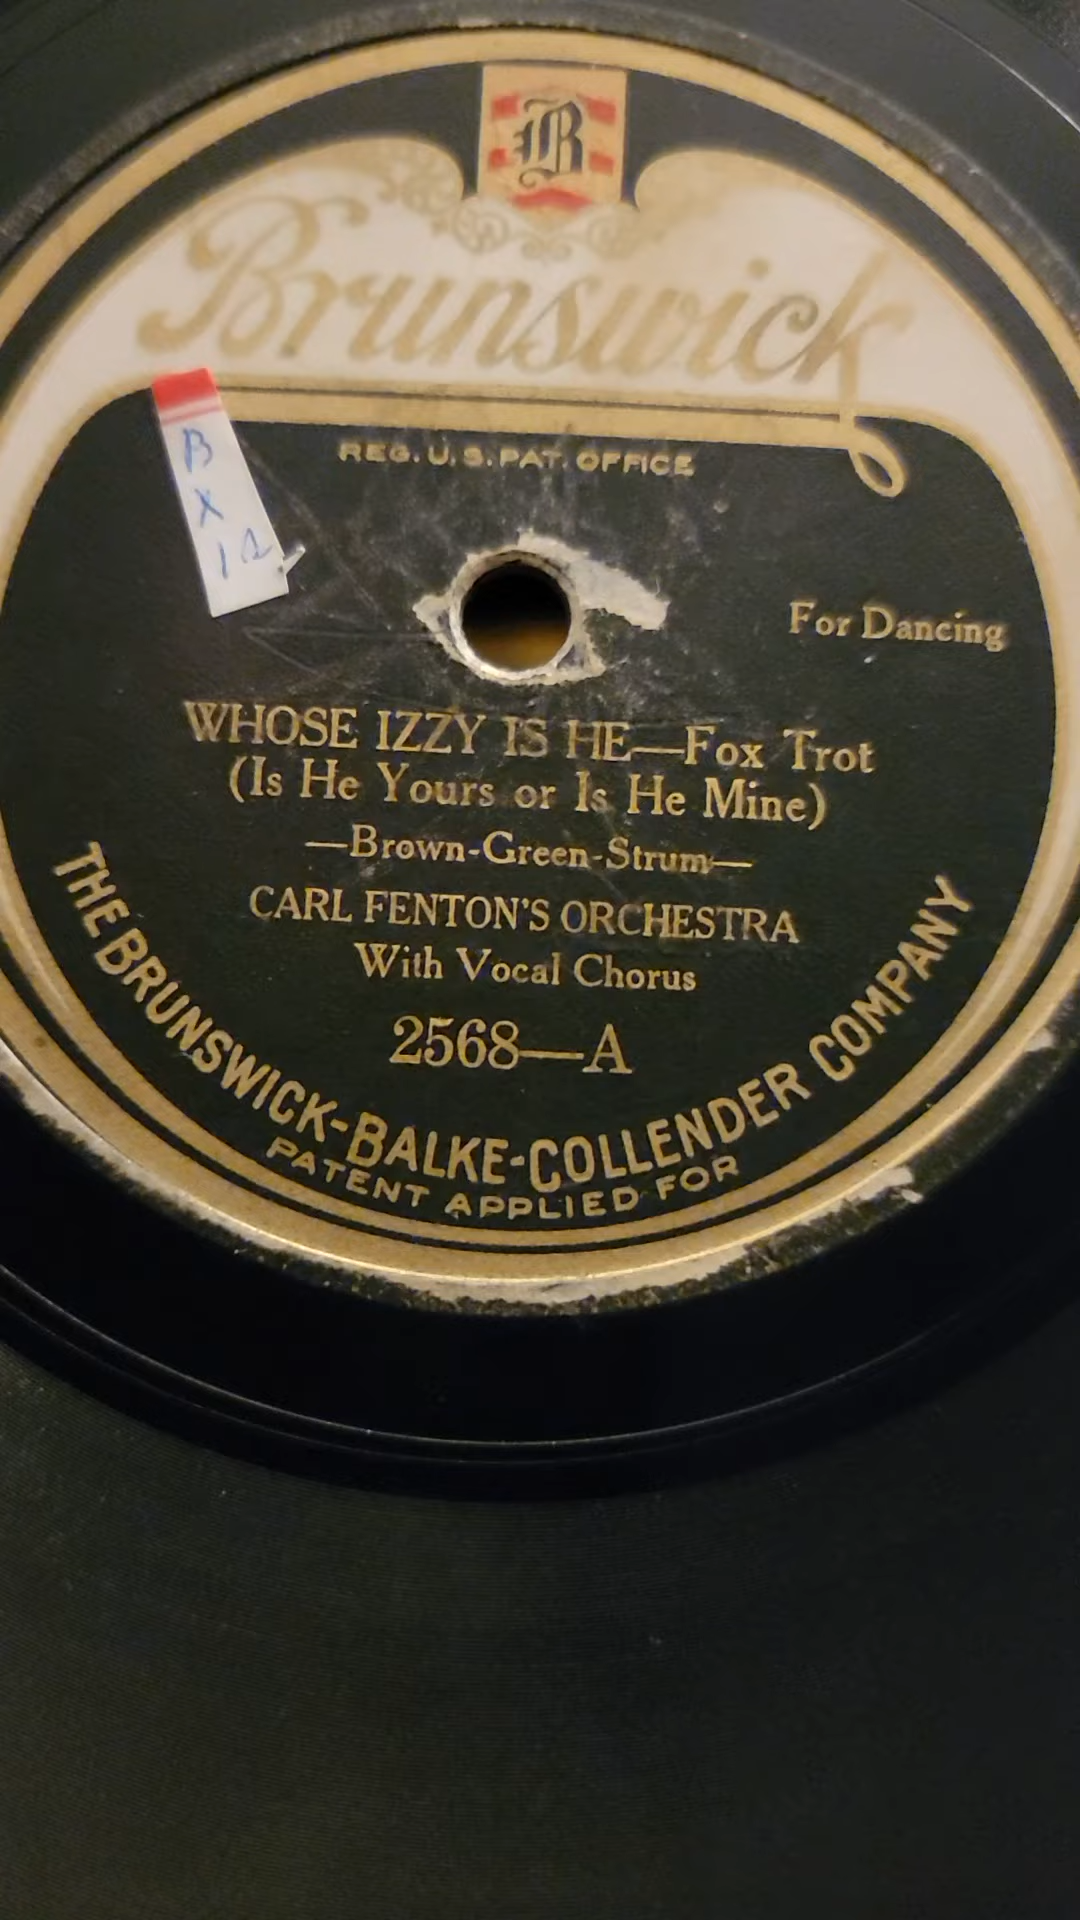 B
Brunswick
REG. U.S. PAT. OFFICE
B
X
12
For Dancing
WHOSE IZZY IS HE—Fox Trot
(Is He Yours or Is He Mine)
—Brown-Green-Strum—
CARL FENTON'S ORCHESTRA
With Vocal Chorus
2568—A
THE BRUNSWICK-BALKE-COLLENDER COMPANY
PATENT APPLIED FOR